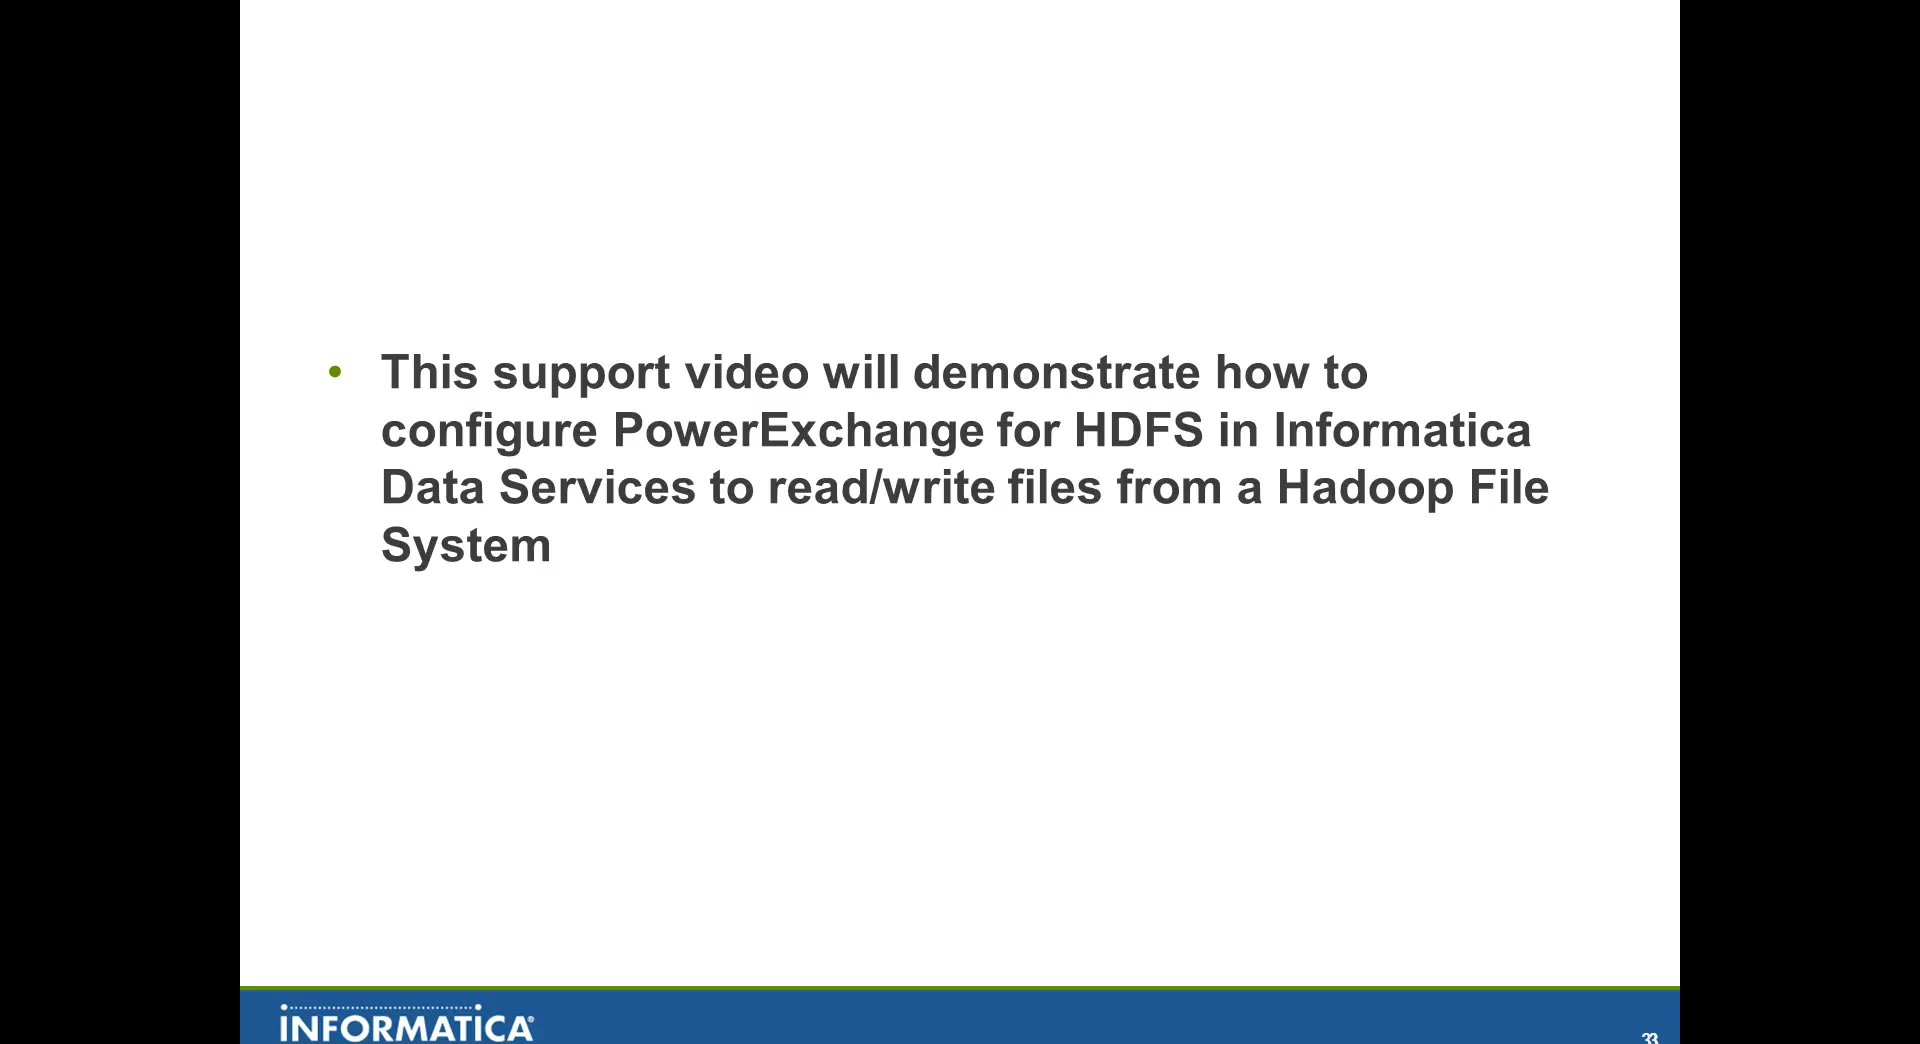 • This support video will demonstrate how to
configure PowerExchange for HDFS in Informatica
Data Services to read/write files from a Hadoop File
System
INFORMATICA®
33